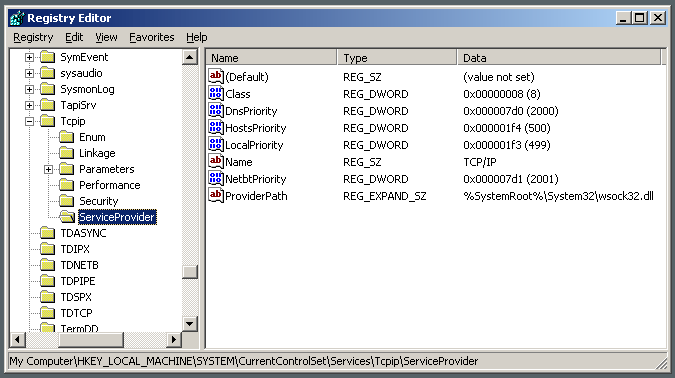 Registry Editor
Registry Edit View Favorites Help
SymEvent
sysaudio
SysmonLog
TapiSrv
Tcpip
Enum
Linkage
Parameters
Performance
Security
ServiceProvider
TDASYNC
TDIPX
TDNETB
TDPIPE
TDSPX
TDTCP
TermDD
Name Type Data
(Default) REG_SZ (value not set)
Class REG_DWORD 0x00000008 (8)
DnsPriority REG_DWORD 0x000007d0 (2000)
HostsPriority REG_DWORD 0x000001f4 (500)
LocalPriority REG_DWORD 0x000001f3 (499)
Name REG_SZ TCP/IP
NetbtPriority REG_DWORD 0x000007d1 (2001)
ProviderPath REG_EXPAND_SZ %SystemRoot%\System32\wsock32.dll
My Computer\HKEY_LOCAL_MACHINE\SYSTEM\CurrentControlSet\Services\Tcpip\ServiceProvider